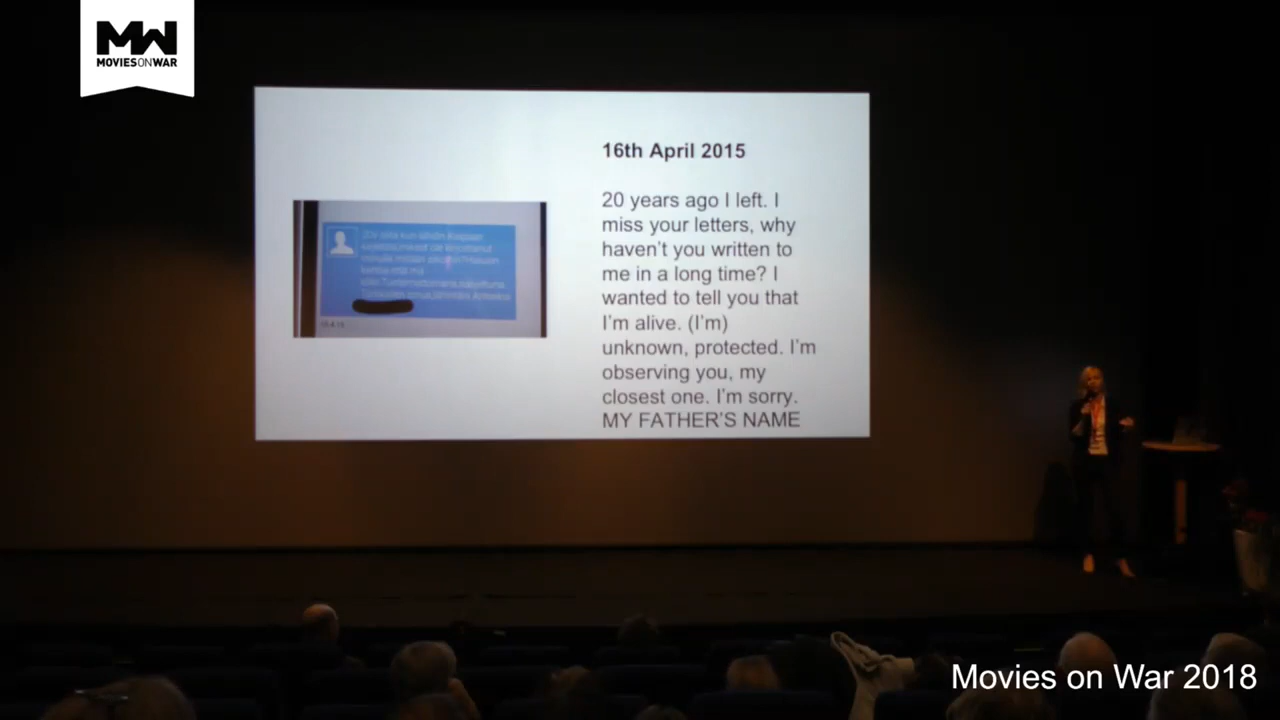 MW
MOVIESONWAR
16th April 2015
20 years ago I left. I
miss your letters, why
haven't you written to
me in a long time? I
wanted to tell you that
I'm alive. (I'm)
unknown, protected. I'm
observing you, my
closest one. I'm sorry.
MY FATHER'S NAME
Movies on War 2018